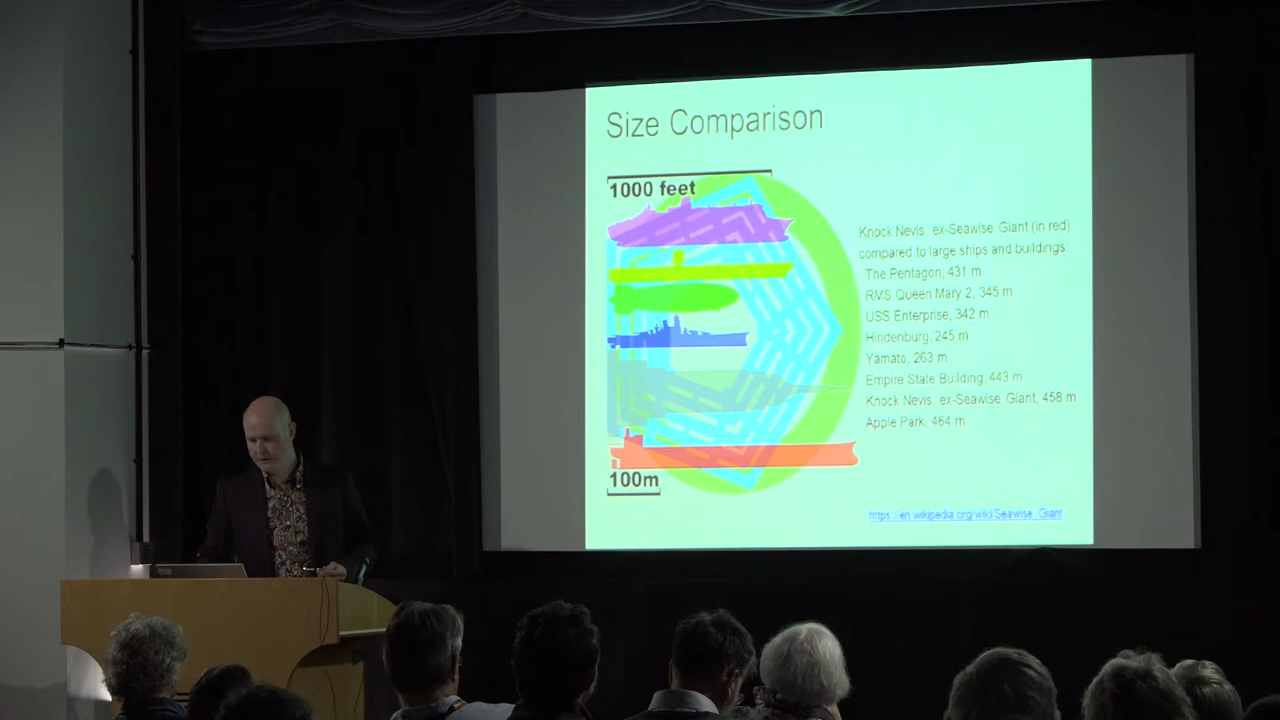 Size Comparison
1000 feet
Knock Nevis, ex-Seawise Giant (in red)
compared to large ships and buildings:
The Pentagon, 431 m
RMS Queen Mary 2, 345 m
USS Enterprise, 342 m
Hindenburg, 245 m
Yamato, 263 m
Empire State Building, 443 m
Knock Nevis, ex-Seawise Giant, 458 m
Apple Park, 464 m
100m
https://en.wikipedia.org/wiki/Seawise_Giant